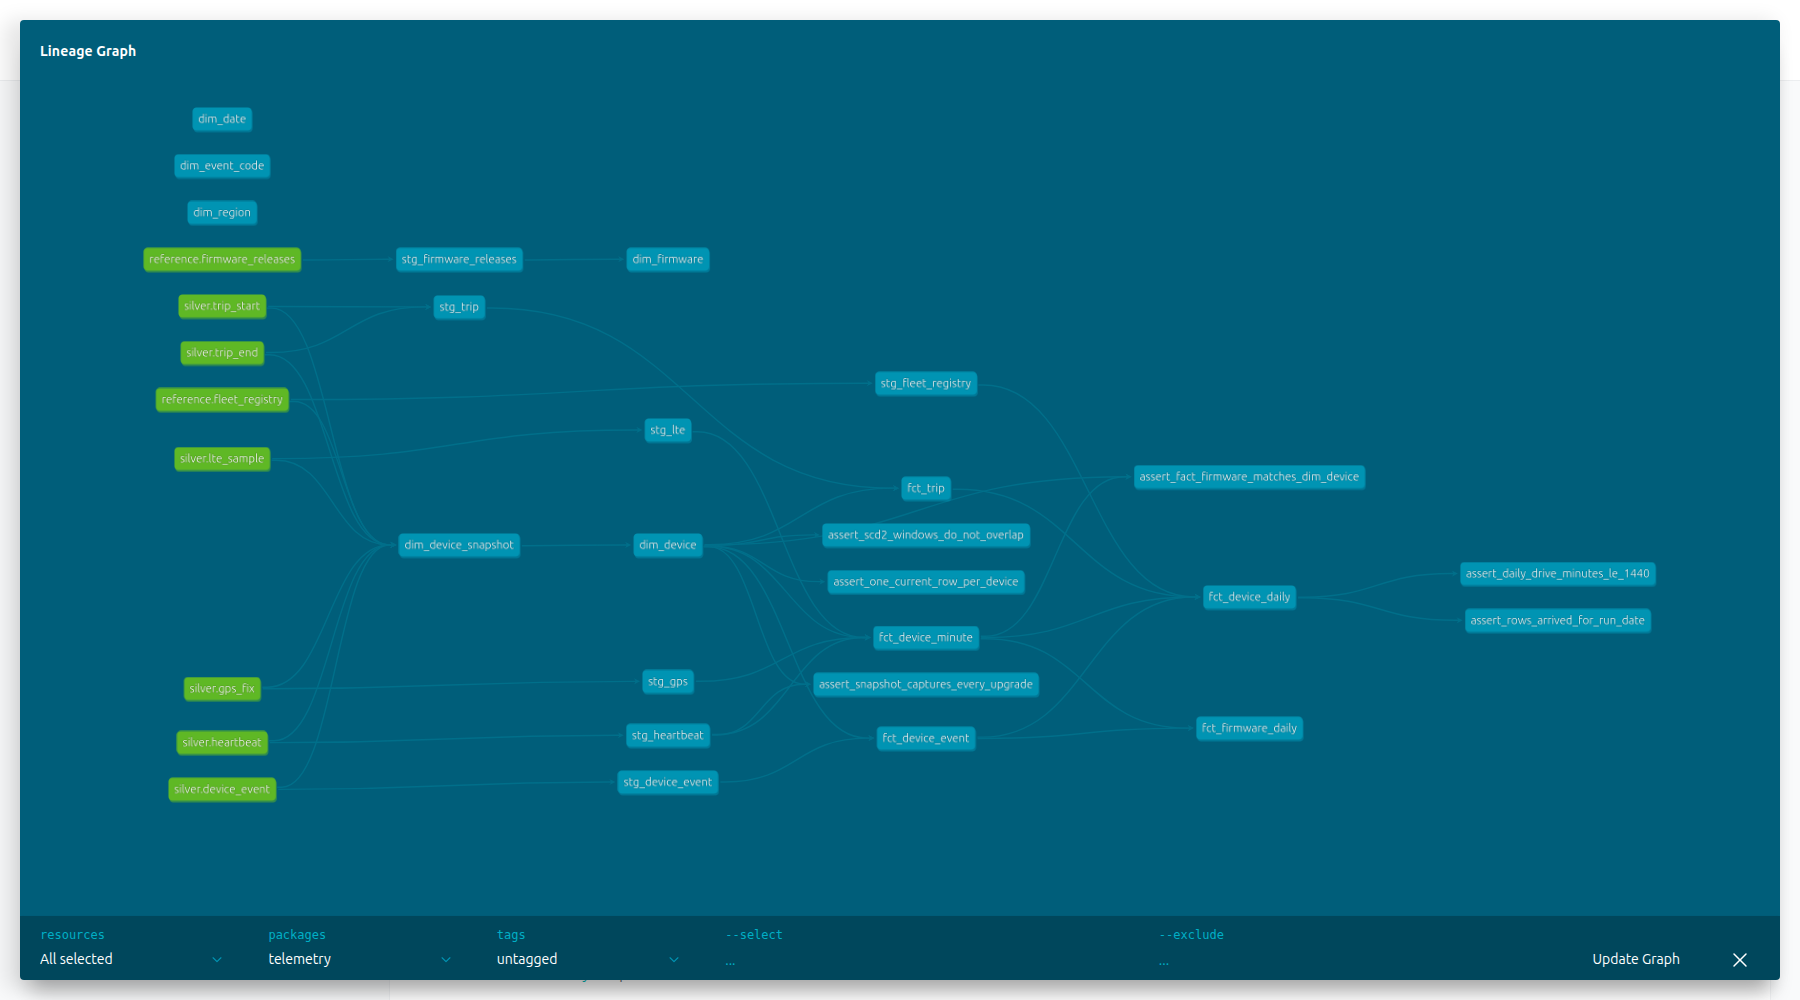 Lineage Graph
dim_date
dim_event_code
dim_region
reference.firmware_releases
stg_firmware_releases
dim_firmware
silver.trip_start
stg_trip
silver.trip_end
stg_fleet_registry
reference.fleet_registry
stg_lte
silver.lte_sample
assert_fact_firmware_matches_dim_device
fct_trip
assert_scd2_windows_do_not_overlap
dim_device_snapshot
dim_device
assert_daily_drive_minutes_le_1440
assert_one_current_row_per_device
fct_device_daily
assert_rows_arrived_for_run_date
fct_device_minute
stg_gps
assert_snapshot_captures_every_upgrade
silver.gps_fix
fct_firmware_daily
stg_heartbeat
fct_device_event
silver.heartbeat
stg_device_event
silver.device_event
resources
packages
tags
--select
--exclude
All selected
telemetry
untagged
...
...
Update Graph